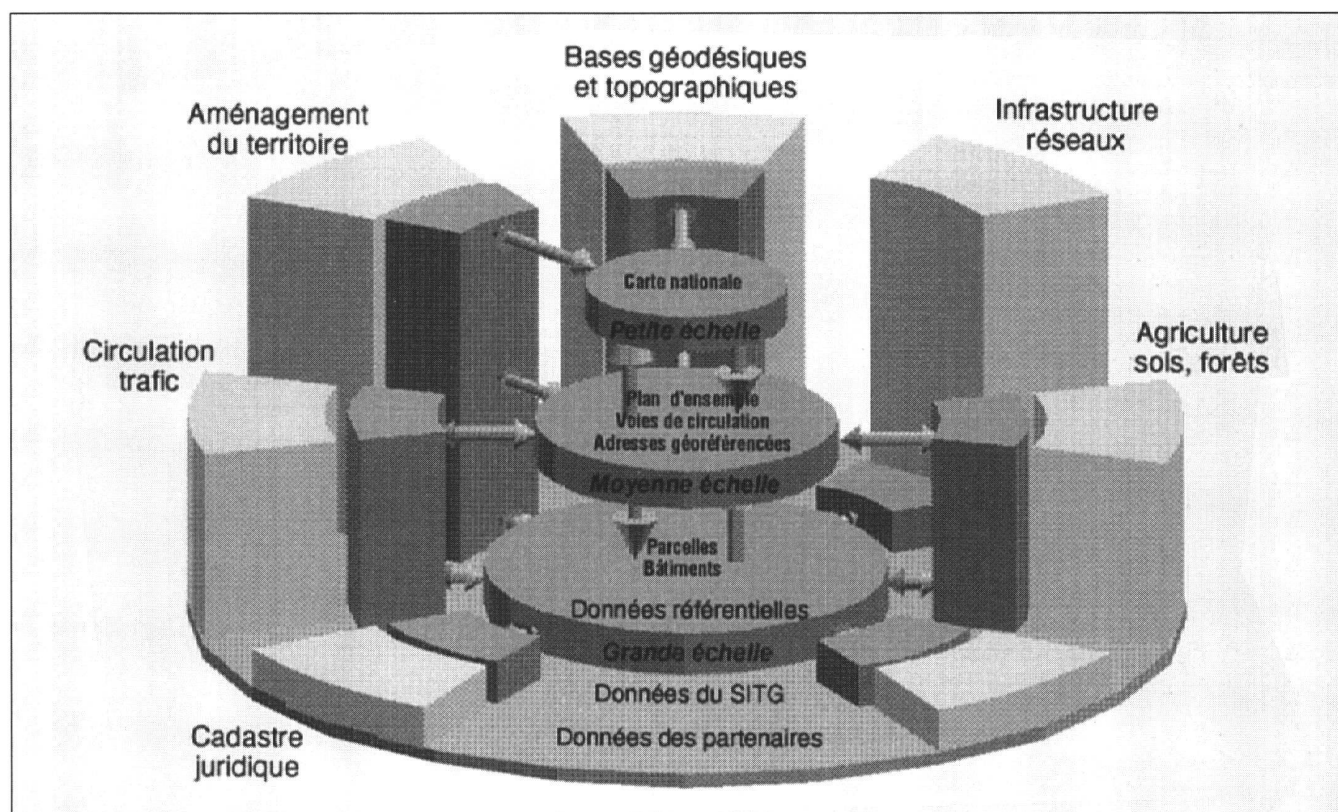 Bases géodésiques
et topographiques
Aménagement
du territoire
Infrastructure
réseaux
Carte nationale
Petite échelle
Circulation
trafic
Agriculture
sols, forêts
Plan d'ensemble
Voies de circulation
Adresses géoréférencées
Moyenne échelle
Parcelles
Bâtiments
Données référentielles
Grande échelle
Données du SITG
Données des partenaires
Cadastre
juridique